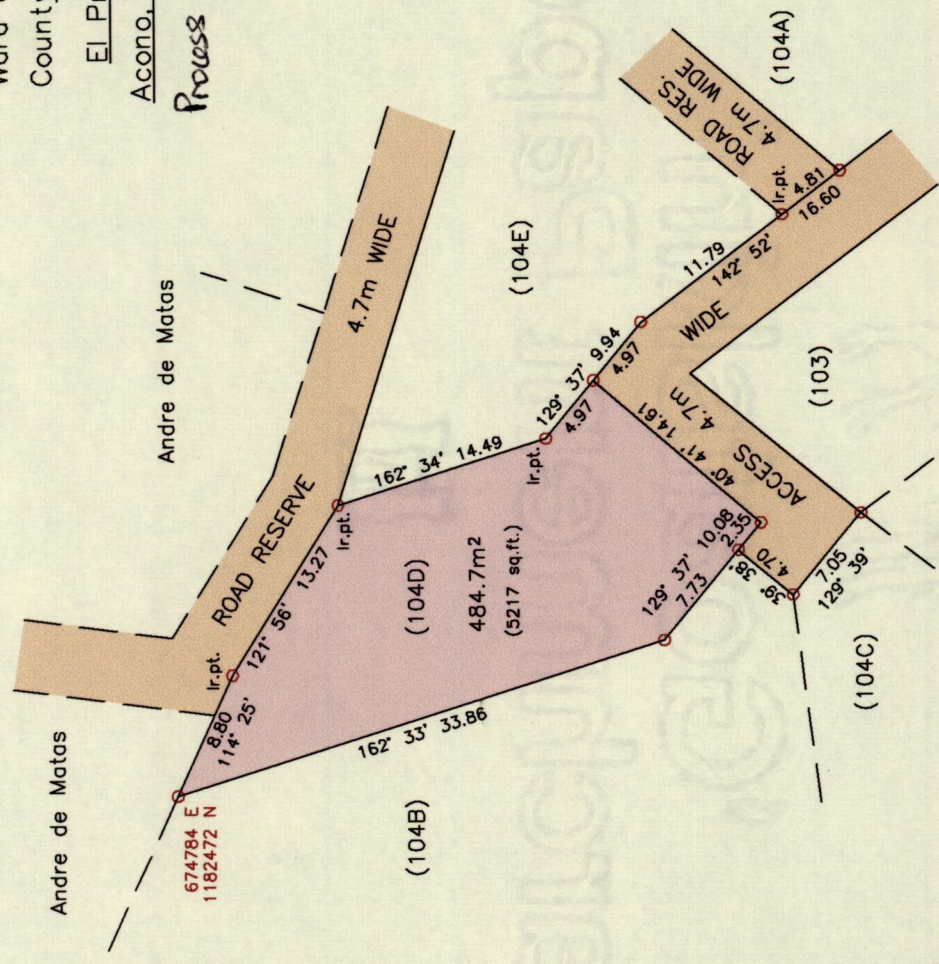 County
El P
Acono,
Process
Andre de Matas
Andre de Matas
ROAD RES.
4.7m WIDE
(104A)
4.7m WIDE
ROAD RESERVE
Ir.pt.
4.81
16.60
(104E)
11.79
142° 52'
WIDE
(103)
129° 37' 9.94
4.97
4.97
Ir.pt.
162° 34' 14.49
Ir.pt.
121° 56' 13.27
Ir.pt.
8.80
114° 25'
674784 E
1182472 N
(104D)
484.7m²
(5217 sq.ft.)
162° 33' 33.86
(104B)
40° 41' 14.61
4.7m
ACCESS
129° 37' 10.08
7.73
2.35
39° 38'
4.70
7.05
129° 39'
(104C)